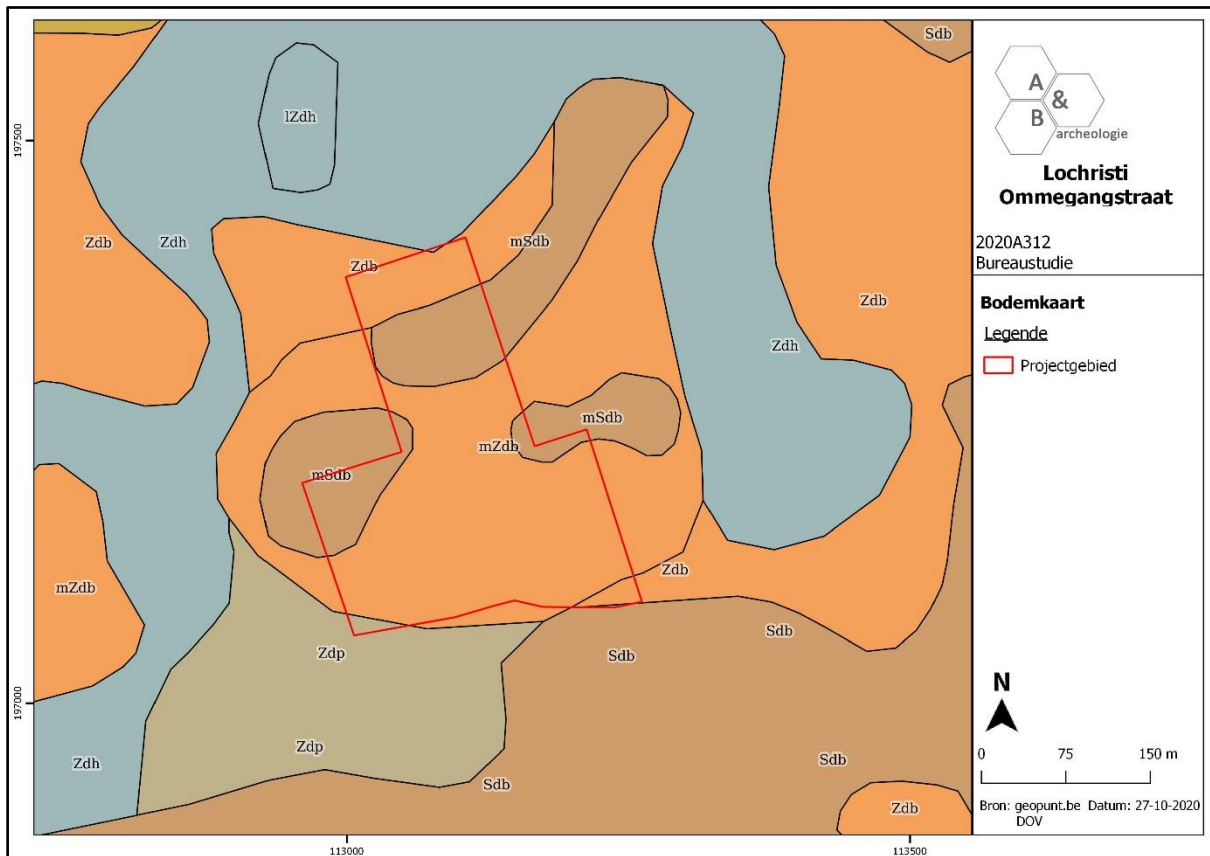 Sdb
lZdh
197500
Zdb
Zdh
mSdb
Zdb
Zdb
Zdh
mSdb
mZdb
mSdb
mZdb
Zdb
Sdb
Zdp
Sdb
197000
Zdp
Zdh
Sdb
Sdb
Zdb
113000
113500
A
&
B
archeologie
Lochristi
Ommegangstraat
2020A312
Bureaustudie
Bodemkaart
Legende
Projectgebied
N
0 75 150 m
Bron: geopunt.be Datum: 27-10-2020
DOV